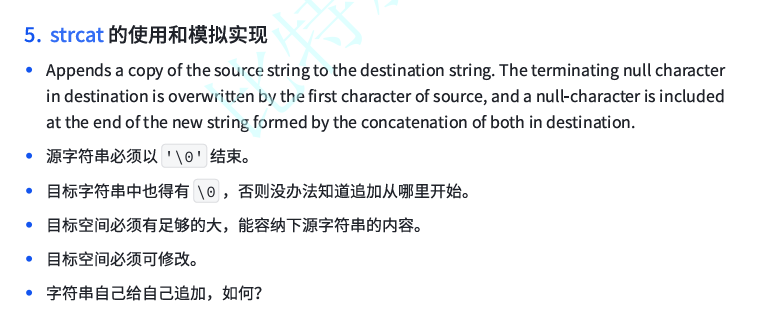 5. strcat 的使用和模拟实现
• Appends a copy of the source string to the destination string. The terminating null character
in destination is overwritten by the first character of source, and a null-character is included
at the end of the new string formed by the concatenation of both in destination.
• 源字符串必须以 '\0' 结束。
• 目标字符串中也得有 \0 ，否则没办法知道追加从哪里开始。
• 目标空间必须有足够的大，能容纳下源字符串的内容。
• 目标空间必须可修改。
• 字符串自己给自己追加，如何？
比特